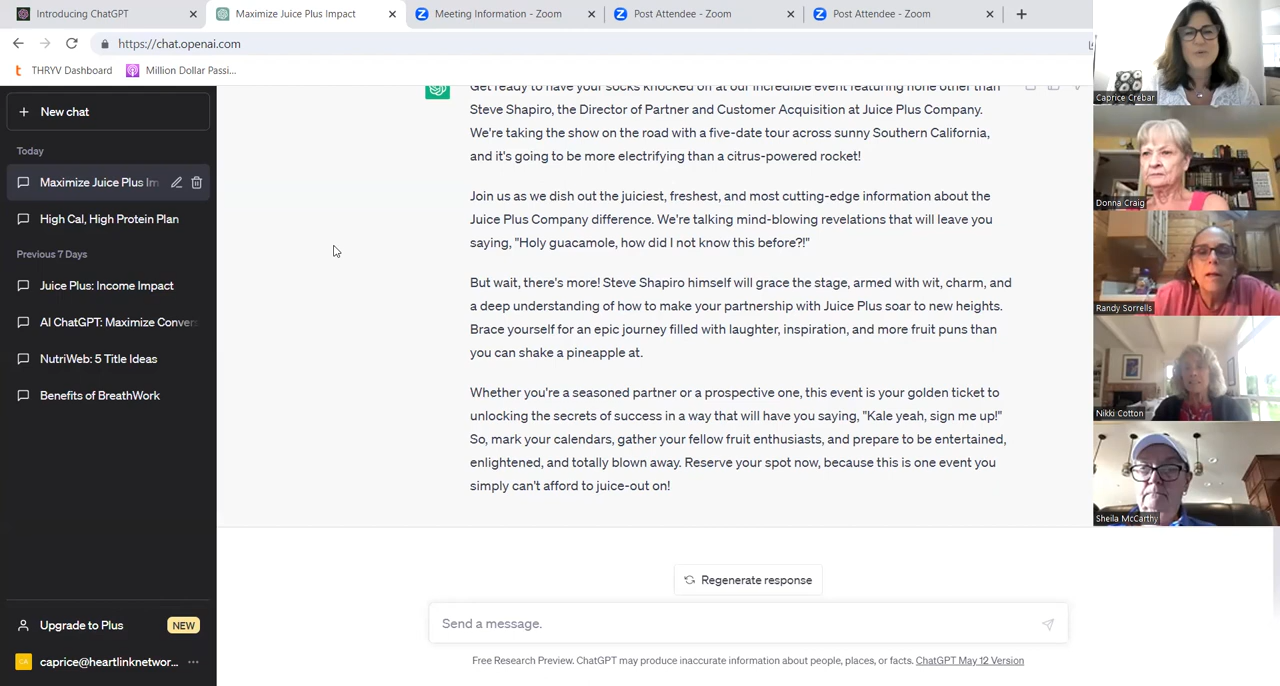 Introducing ChatGPT
Maximize Juice Plus Impact
Meeting Information - Zoom
Post Attendee - Zoom
Post Attendee - Zoom
https://chat.openai.com
THRYV Dashboard
Million Dollar Passi...
New chat
Today
Maximize Juice Plus Im
High Cal, High Protein Plan
Previous 7 Days
Juice Plus: Income Impact
AI ChatGPT: Maximize Conver
NutriWeb: 5 Title Ideas
Benefits of BreathWork
Upgrade to Plus
NEW
caprice@heartlinknetwor...
Get ready to have your socks knocked off at our incredible event featuring none other than
Steve Shapiro, the Director of Partner and Customer Acquisition at Juice Plus Company.
We're taking the show on the road with a five-date tour across sunny Southern California,
and it's going to be more electrifying than a citrus-powered rocket!
Join us as we dish out the juiciest, freshest, and most cutting-edge information about the
Juice Plus Company difference. We're talking mind-blowing revelations that will leave you
saying, "Holy guacamole, how did I not know this before?!"
But wait, there's more! Steve Shapiro himself will grace the stage, armed with wit, charm, and
a deep understanding of how to make your partnership with Juice Plus soar to new heights.
Brace yourself for an epic journey filled with laughter, inspiration, and more fruit puns than
you can shake a pineapple at.
Whether you're a seasoned partner or a prospective one, this event is your golden ticket to
unlocking the secrets of success in a way that will have you saying, "Kale yeah, sign me up!"
So, mark your calendars, gather your fellow fruit enthusiasts, and prepare to be entertained,
enlightened, and totally blown away. Reserve your spot now, because this is one event you
simply can't afford to juice-out on!
Regenerate response
Send a message.
Free Research Preview. ChatGPT may produce inaccurate information about people, places, or facts. ChatGPT May 12 Version
Caprice Crebar
Donna Craig
Randy Sorrells
Nikki Cotton
Sheila McCarthy